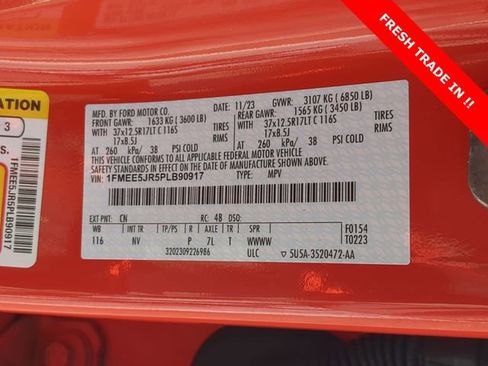 FRESH TRADE IN !!
MFD. BY FORD MOTOR CO.
DATE: 11/23 GVWR: 3107 KG ( 6850 LB)
FRONT GAWR: 1633 KG ( 3600 LB) REAR GAWR: 1565 KG ( 3450 LB)
WITH 37x12.5R17LT C 116S TIRES WITH 37x12.5R17LT C 116S TIRES
17x8.5J RIMS 17x8.5J RIMS
AT 260 kPa/ 38 PSI COLD AT 260 kPa/ 38 PSI COLD
THIS VEHICLE CONFORMS TO ALL APPLICABLE FEDERAL MOTOR VEHICLE
SAFETY STANDARDS IN EFFECT ON THE DATE OF MANUFACTURE SHOWN ABOVE.
VIN: 1FMEE5JR5PLB90917 TYPE: MPV
EXT PNT: CN RC: 48 DSO: F0154
WB INT TR TP/PS R AXLE TR SPR T0223
116 NV P 7L T WWWW
3202309226986 ULC 5U5A-3520472-AA
3
1FMEE5JR5PLB90917